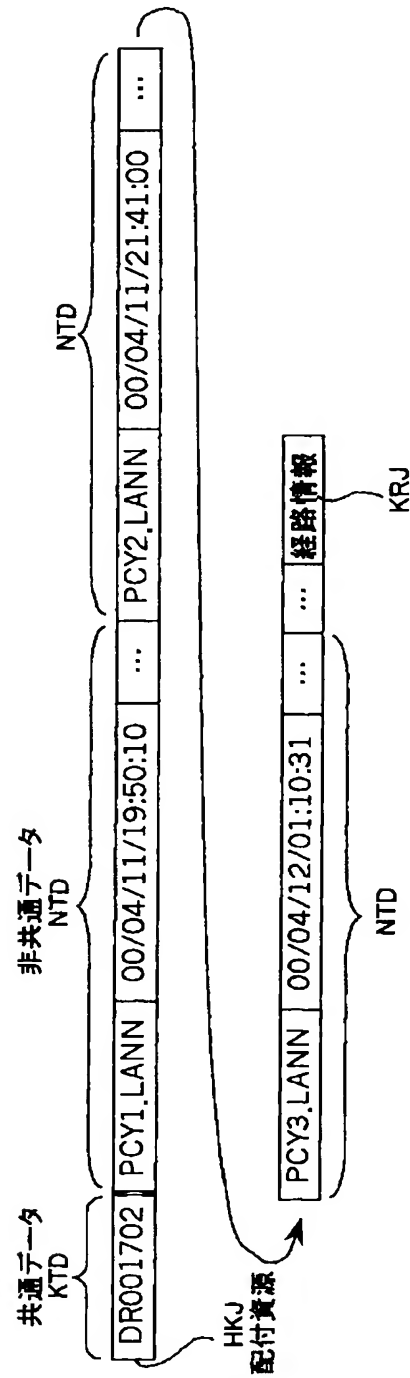 共通データ
KTD
非共通データ
NTD
NTD
DR001702 PCY1.LANN 00/04/11/19:50:10 … PCY2.LANN 00/04/11/21:41:00 …
HKJ
配付資源
PCY3.LANN 00/04/12/01:10:31 … … 経路情報
NTD
KRJ